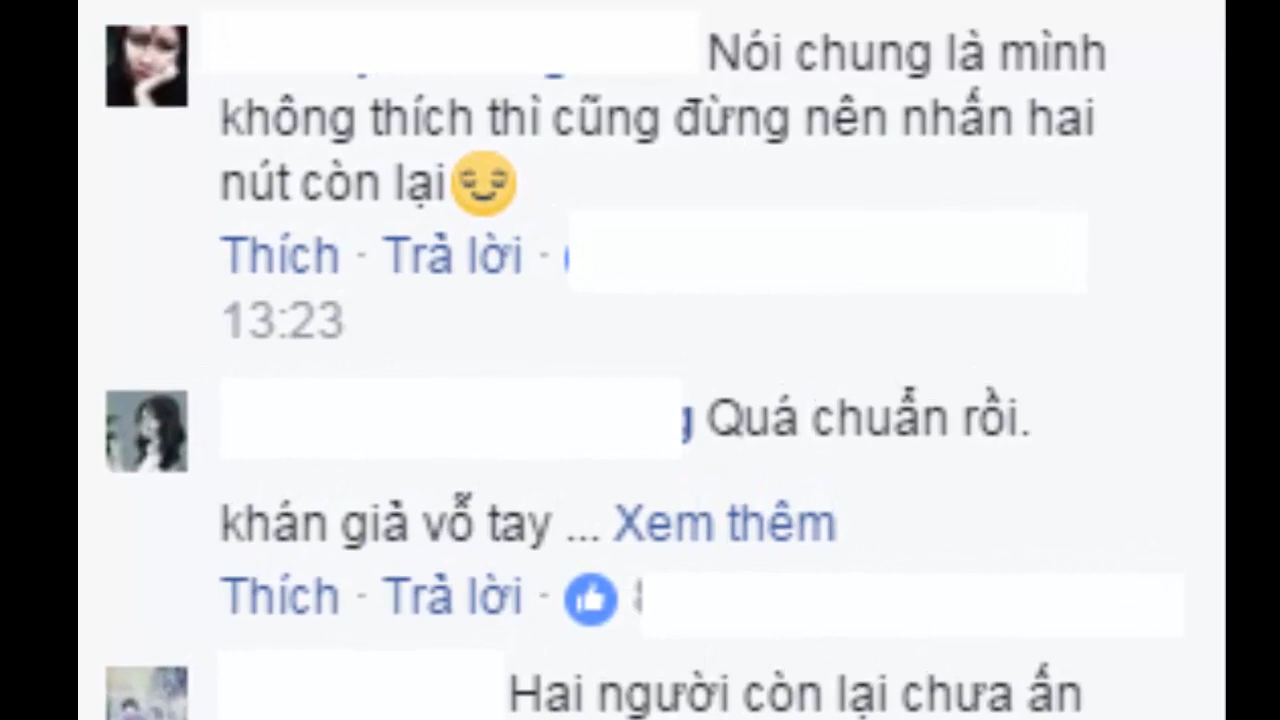 Nói chung là mình
không thích thì cũng đừng nên nhấn hai
nút còn lại
Thích · Trả lời ·
13:23
Quá chuẩn rồi.
khán giả vỗ tay ... Xem thêm
Thích · Trả lời ·
Hai người còn lại chưa ấn